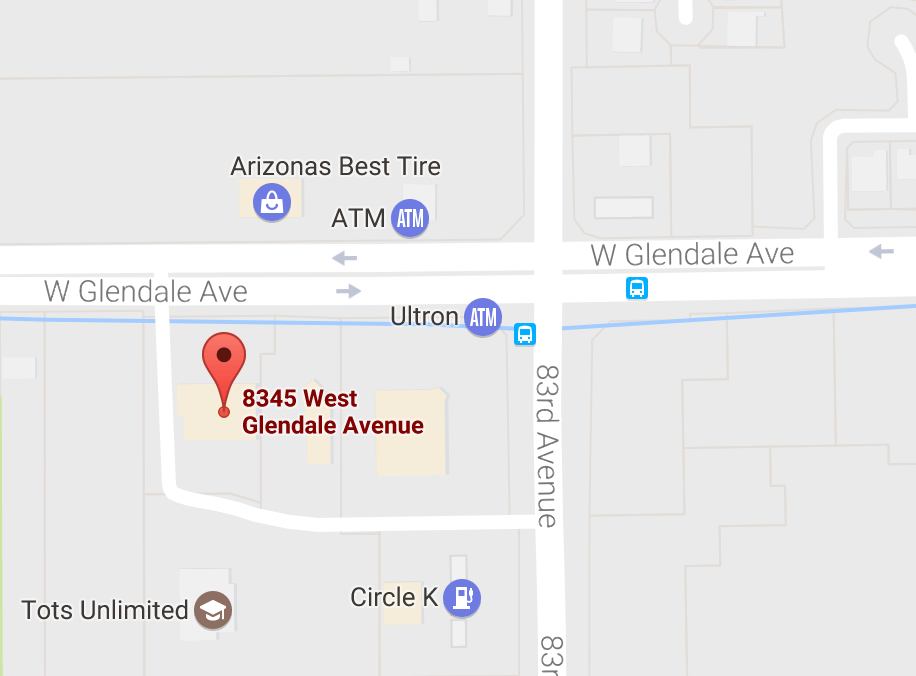 Arizonas Best Tire
ATM ATM
W Glendale Ave
W Glendale Ave
Ultron ATM
83rd Avenue
8345 West
Glendale Avenue
Circle K
Tots Unlimited
83r